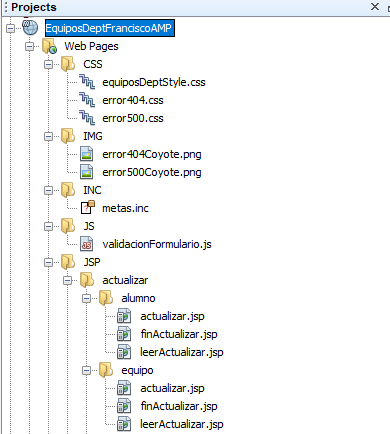 Projects
EquiposDeptFranciscoAMP
Web Pages
CSS
equiposDeptStyle.css
error404.css
error500.css
IMG
error404Coyote.png
error500Coyote.png
INC
metas.inc
JS
validacionFormulario.js
JSP
actualizar
alumno
actualizar.jsp
finActualizar.jsp
leerActualizar.jsp
equipo
actualizar.jsp
finActualizar.jsp
leerActualizar.jsp